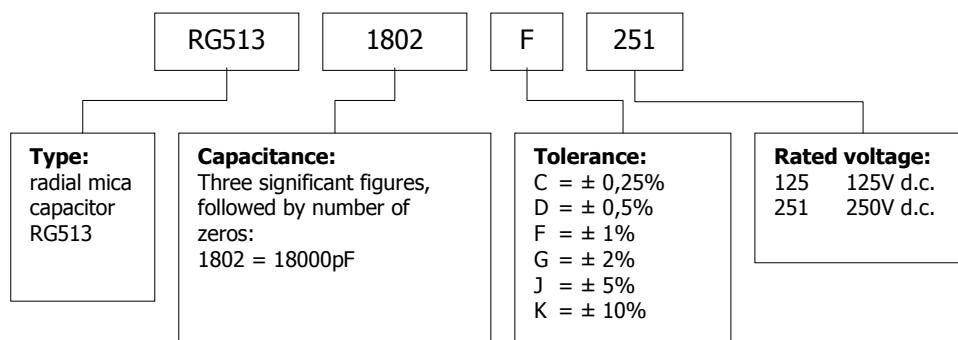 RG513 1802 F 251
Type:
radial mica
capacitor
RG513
Capacitance:
Three significant figures,
followed by number of
zeros:
1802 = 18000pF
Tolerance:
C = ± 0,25%
D = ± 0,5%
F = ± 1%
G = ± 2%
J = ± 5%
K = ± 10%
Rated voltage:
125 125V d.c.
251 250V d.c.